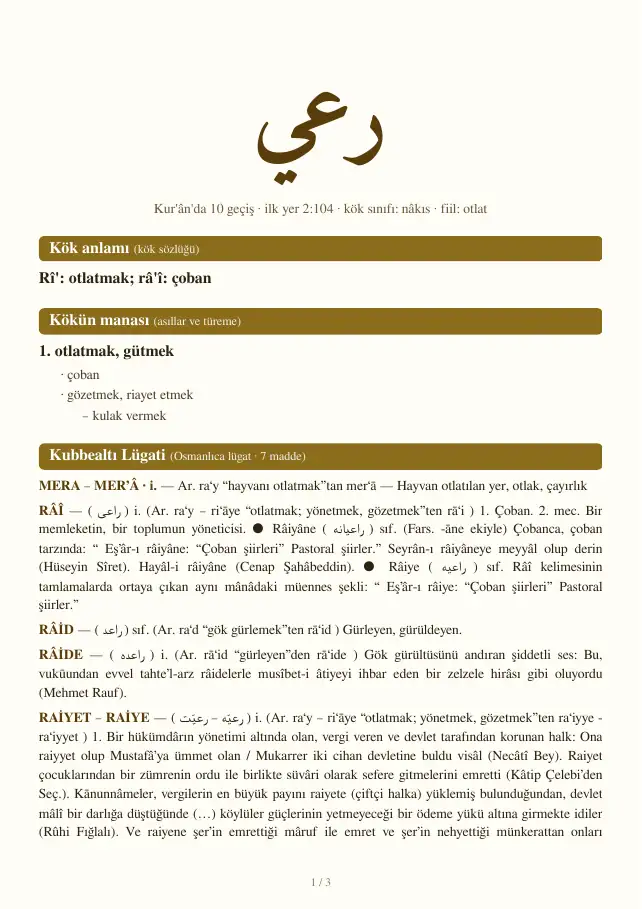 رعي
Kur'ân'da 10 geçiş · ilk yer 2:104 · kök sınıfı: nâkıs · fiil: otlat
Kök anlamı (kök sözlüğü)
Rî': otlatmak; râ'î: çoban
Kökün manası (asıllar ve türeme)
1. otlatmak, gütmek
· çoban
· gözetmek, riayet etmek
– kulak vermek
Kubbealtı Lügati (Osmanlıca lügat · 7 madde)
MERA – MER’Â · i. — Ar. ra‘y “hayvanı otlatmak”tan mer‘ā — Hayvan otlatılan yer, otlak, çayırlık
RÂÎ — ( راعى ) i. (Ar. ra‘y – ri‘āye “otlatmak; yönetmek, gözetmek”ten rā‘і ) 1. Çoban. 2. mec. Bir
memleketin, bir toplumun yöneticisi. ● Râiyâne ( راعيانه ) sıf. (Fars. -āne ekiyle) Çobanca, çoban
tarzında: “ Eş’âr-ı râiyâne: “Çoban şiirleri” Pastoral şiirler.” Seyrân-ı râiyâneye meyyâl olup derin
(Hüseyin Sîret). Hayâl-i râiyâne (Cenap Şahâbeddin). ● Râiye ( راعيه ) sıf. Râî kelimesinin
tamlamalarda ortaya çıkan aynı mânâdaki müennes şekli: “ Eş’âr-ı râiye: “Çoban şiirleri” Pastoral
şiirler.”
RÂİD — ( راعد ) sıf. (Ar. ra‘d “gök gürlemek”ten rā‘id ) Gürleyen, gürüldeyen.
RÂİDE — ( راعده ) i. (Ar. rā‘id “gürleyen”den rā‘ide ) Gök gürültüsünü andıran şiddetli ses: Bu,
vukūundan evvel tahte’l-arz râidelerle musîbet-i âtiyeyi ihbar eden bir zelzele hirâsı gibi oluyordu
(Mehmet Rauf).
RAİYET – RAİYE — ( رعيّه – رعيّت ) i. (Ar. ra‘y – ri‘āye “otlatmak; yönetmek, gözetmek”ten ra‘iyye -
ra‘iyyet ) 1. Bir hükümdârın yönetimi altında olan, vergi veren ve devlet tarafından korunan halk: Ona
raiyyet olup Mustafâ’ya ümmet olan / Mukarrer iki cihan devletine buldu visâl (Necâtî Bey). Raiyet
çocuklarından bir zümrenin ordu ile birlikte süvâri olarak sefere gitmelerini emretti (Kâtip Çelebi’den
Seç.). Kānunnâmeler, vergilerin en büyük payını raiyete (çiftçi halka) yüklemiş bulunduğundan, devlet
mâlî bir darlığa düştüğünde (…) köylüler güçlerinin yetmeyeceği bir ödeme yükü altına girmekte idiler
(Rûhi Fığlalı). Ve raiyene şer’in emrettiği mâruf ile emret ve şer’in nehyettiği münkerattan onları
1 / 3